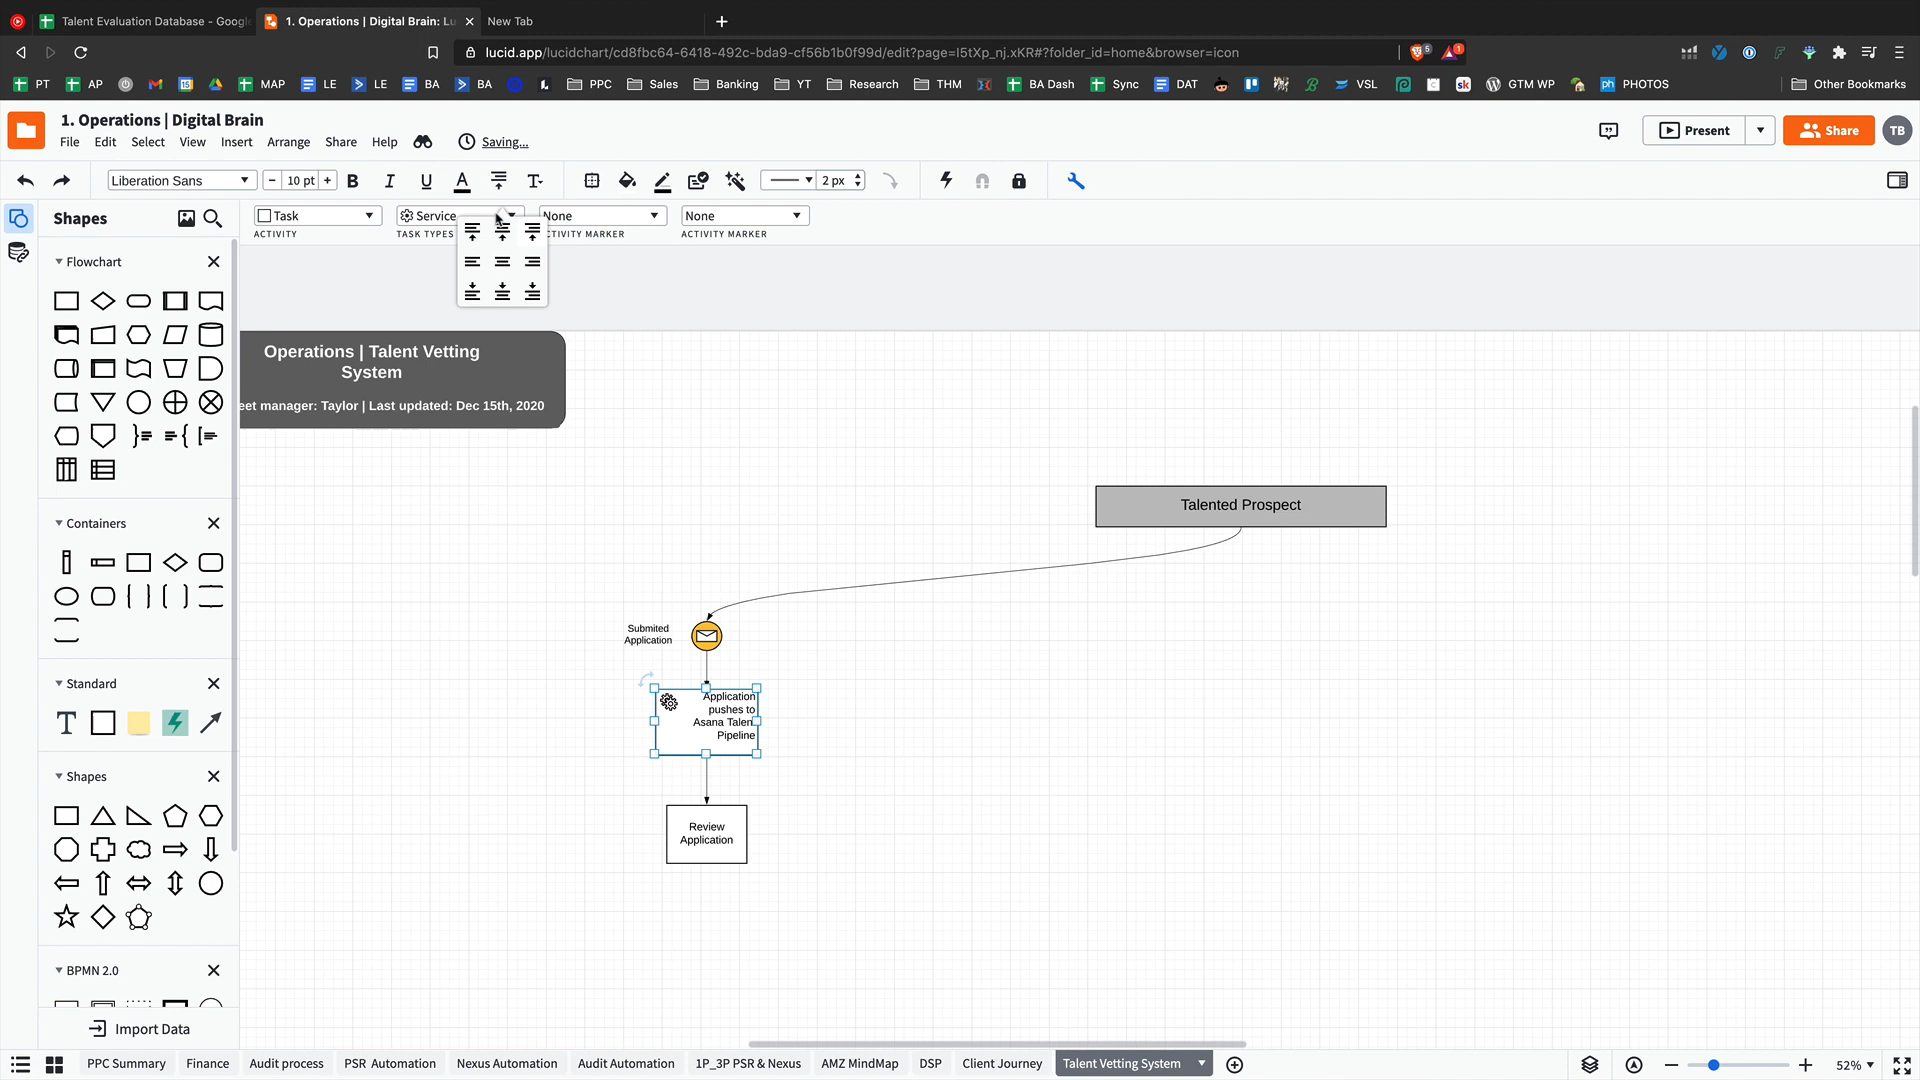 Talent Evaluation Database - Google
1. Operations | Digital Brain: Lu
New Tab
lucid.app/lucidchart/cd8fbc64-6418-492c-bda9-cf56b1b0f99d/edit?page=I5tXp_nj.xKR#?folder_id=home&browser=icon
5
1
PT
AP
MAP
LE
LE
BA
BA
PPC
Sales
Banking
YT
Research
THM
BA Dash
Sync
DAT
VSL
GTM WP
PHOTOS
Other Bookmarks
1. Operations | Digital Brain
File Edit Select View Insert Arrange Share Help
Saving...
Present
Share
TB
Liberation Sans
10 pt
2 px
Shapes
Task
Service
None
None
ACTIVITY
TASK TYPES
CTIVITY MARKER
ACTIVITY MARKER
Flowchart
Containers
Standard
Shapes
BPMN 2.0
Import Data
Operations | Talent Vetting
System
eet manager: Taylor | Last updated: Dec 15th, 2020
Talented Prospect
Submited
Application
Application
pushes to
Asana Talent
Pipeline
Review
Application
PPC Summary
Finance
Audit process
PSR Automation
Nexus Automation
Audit Automation
1P_3P PSR & Nexus
AMZ MindMap
DSP
Client Journey
Talent Vetting System
52%